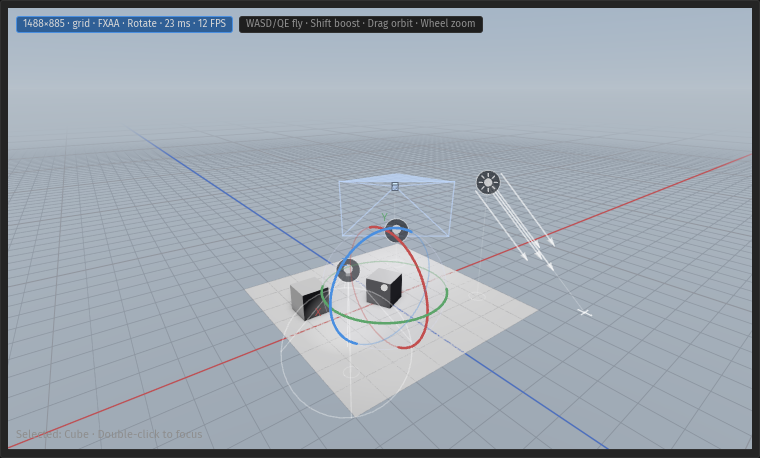 1488×885 · grid · FXAA · Rotate · 23 ms · 12 FPS
WASD/QE fly · Shift boost · Drag orbit · Wheel zoom
Y
Selected: Cube · Double-click to focus